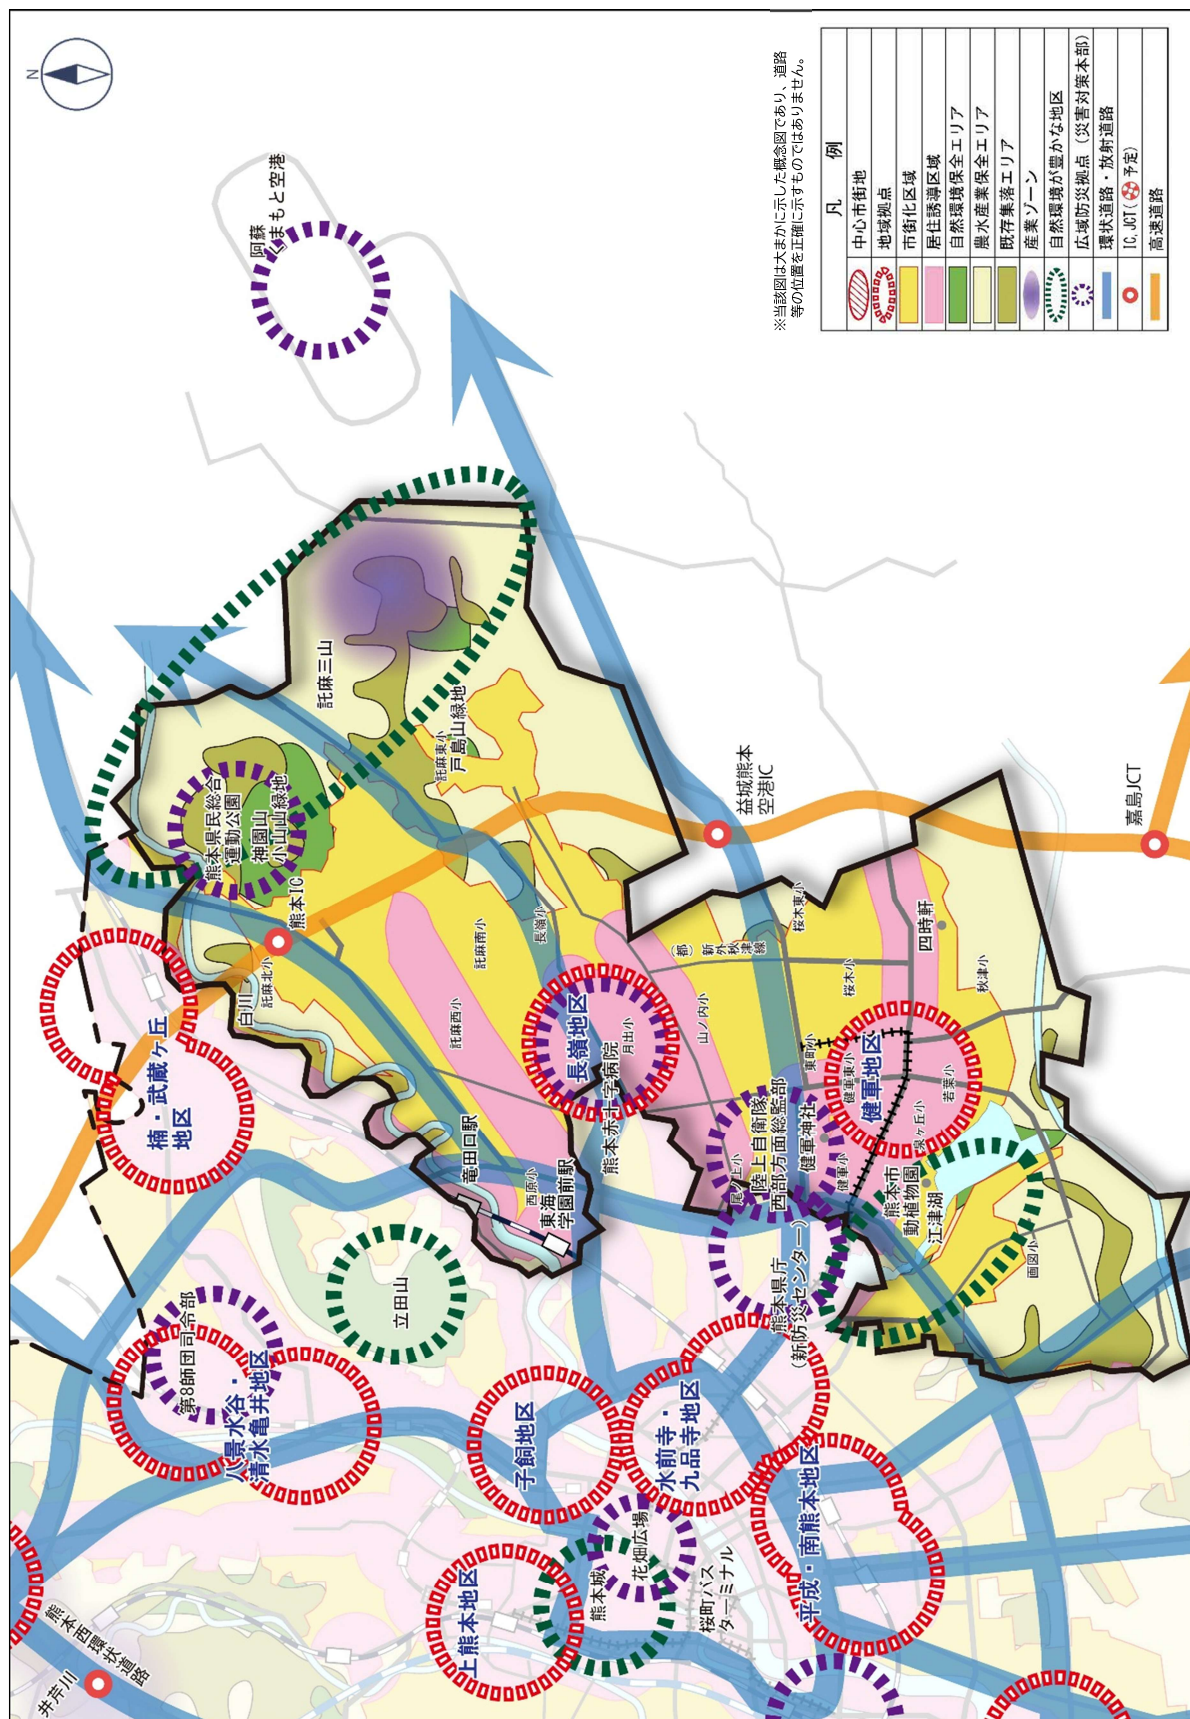 N
※当該図は大まかに示した概念図であり、道路
等の位置を正確に示すものではありません。
凡 例
中心市街地
地域拠点
市街化区域
居住誘導区域
自然環境保全エリア
農水産業保全エリア
既存集落エリア
産業ゾーン
自然環境が豊かな地区
広域防災拠点（災害対策本部）
環状道路・放射道路
IC,JCT( 予定)
高速道路
阿蘇
くまもと空港
託麻三山
託麻東小
戸島山緑地
熊本県民総合
運動公園
神園山
小山山緑地
熊本IC
益城熊本
空港IC
嘉島JCT
託麻北小
白川
託麻南小
長嶺小
託麻西小
（都）
新外
秋津線
桜木東小
桜木小
四時軒
秋津小
楠・武蔵ヶ丘
地区
長嶺地区
月出小
熊本赤十字病院
山ノ内小
東町小
健軍東小
健軍地区
若葉小
泉ヶ丘小
竜田口駅
西原小
東海
学園前駅
尾ノ上小
陸上自衛隊
西部方面総監部
健軍神社
健軍小
熊本市
動植物園
江津湖
画図小
立田山
第8師団司令部
八景水谷・
清水亀井地区
熊本県庁
（新防災センター）
子飼地区
水前寺・
九品寺地区
平成・南熊本地区
花畑広場
熊本城
桜町バス
ターミナル
上熊本地区
熊本西環状道路
井芹川